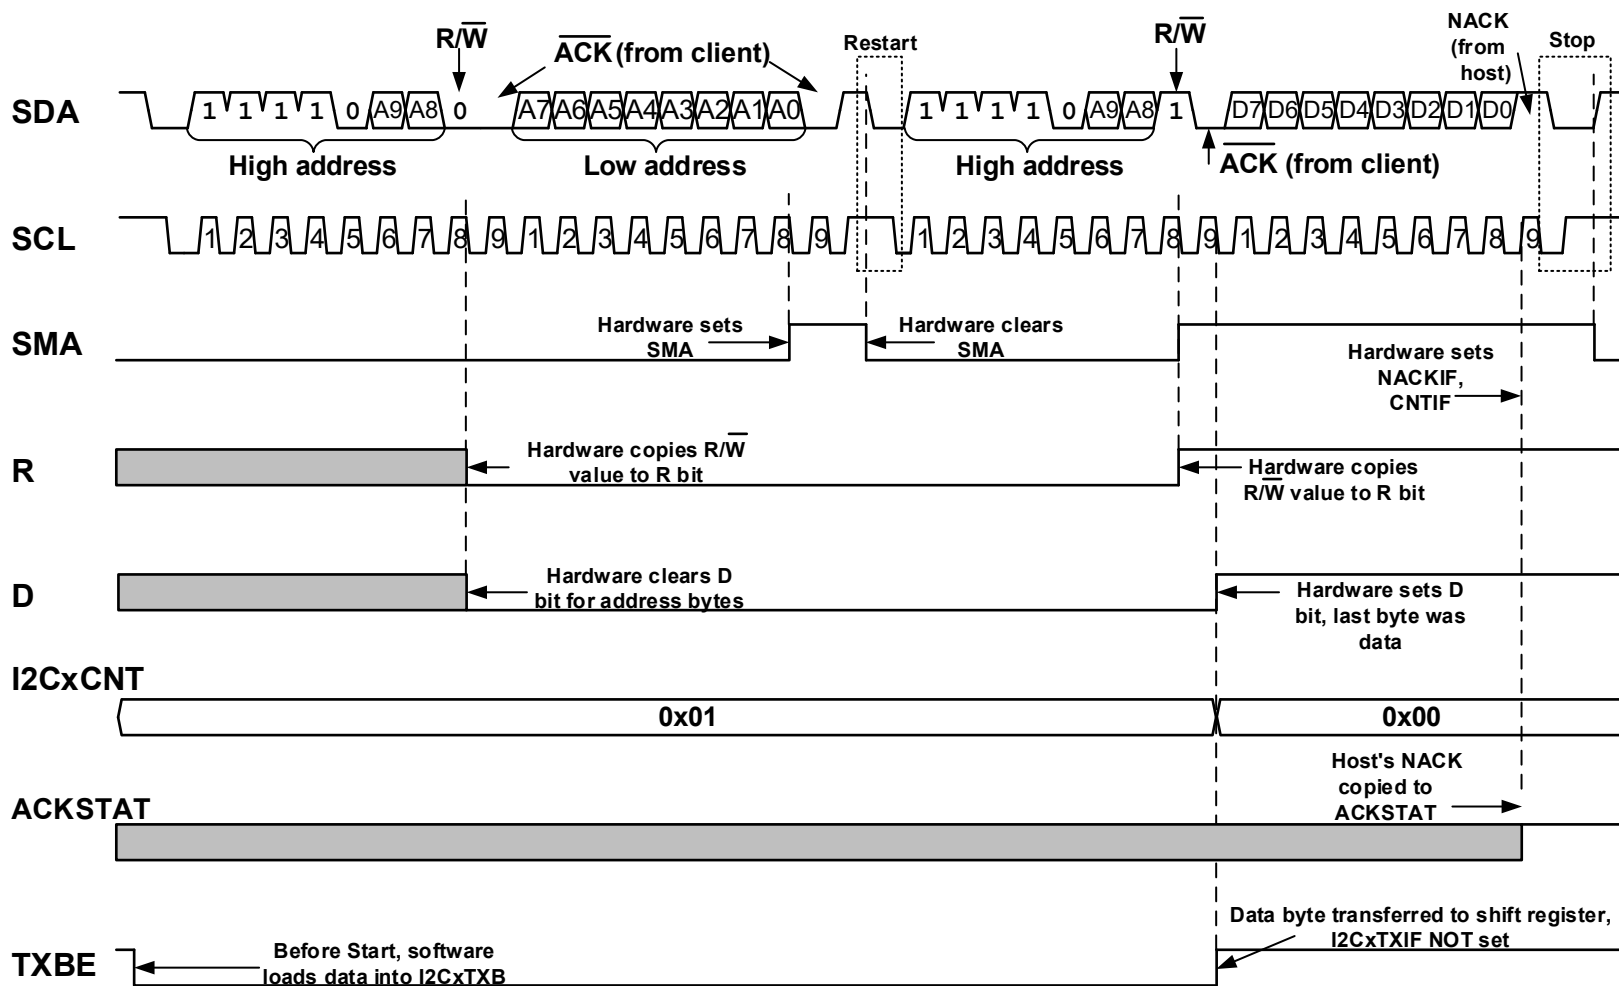 R/W
ACK (from client)
Restart
R/W
NACK
(from
host)
Stop
SDA
1 1 1 1 0 A9 A8 0 A7 A6 A5 A4 A3 A2 A1 A0 1 1 1 1 0 A9 A8 1 D7 D6 D5 D4 D3 D2 D1 D0
High address
Low address
High address
ACK (from client)
SCL
1 2 3 4 5 6 7 8 9 1 2 3 4 5 6 7 8 9 1 2 3 4 5 6 7 8 9 1 2 3 4 5 6 7 8 9
SMA
Hardware sets
SMA
Hardware clears
SMA
Hardware sets
NACKIF,
CNTIF
R
Hardware copies R/W
value to R bit
Hardware copies
R/W value to R bit
D
Hardware clears D
bit for address bytes
Hardware sets D
bit, last byte was
data
I2CxCNT
0x01
0x00
ACKSTAT
Host's NACK
copied to
ACKSTAT
TXBE
Before Start, software
loads data into I2CxTXB
Data byte transferred to shift register,
I2CxTXIF NOT set